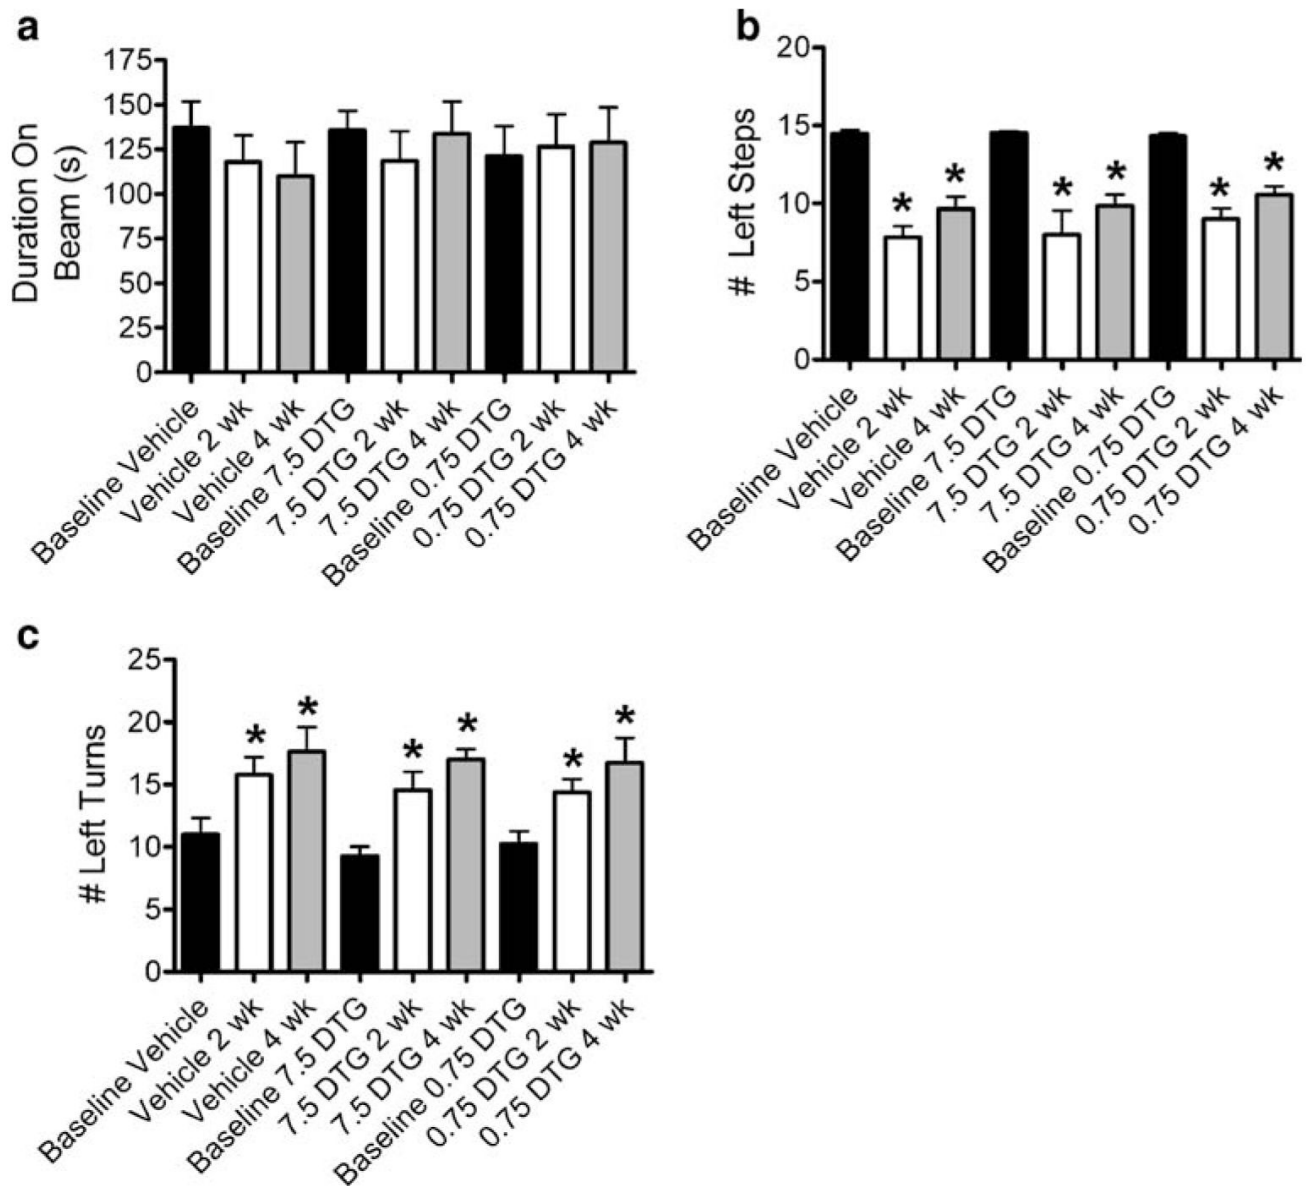 a
175
150
125
100
75
50
25
0
Duration On
Beam (s)
Baseline Vehicle
Vehicle 2 wk
Vehicle 4 wk
Baseline 7.5 DTG
7.5 DTG 2 wk
7.5 DTG 4 wk
Baseline 0.75 DTG
0.75 DTG 2 wk
0.75 DTG 4 wk
b
20
15
10
5
0
# Left Steps
* * * * * *
Baseline Vehicle
Vehicle 2 wk
Vehicle 4 wk
Baseline 7.5 DTG
7.5 DTG 2 wk
7.5 DTG 4 wk
Baseline 0.75 DTG
0.75 DTG 2 wk
0.75 DTG 4 wk
c
25
20
15
10
5
0
# Left Turns
* * * * * *
Baseline Vehicle
Vehicle 2 wk
Vehicle 4 wk
Baseline 7.5 DTG
7.5 DTG 2 wk
7.5 DTG 4 wk
Baseline 0.75 DTG
0.75 DTG 2 wk
0.75 DTG 4 wk